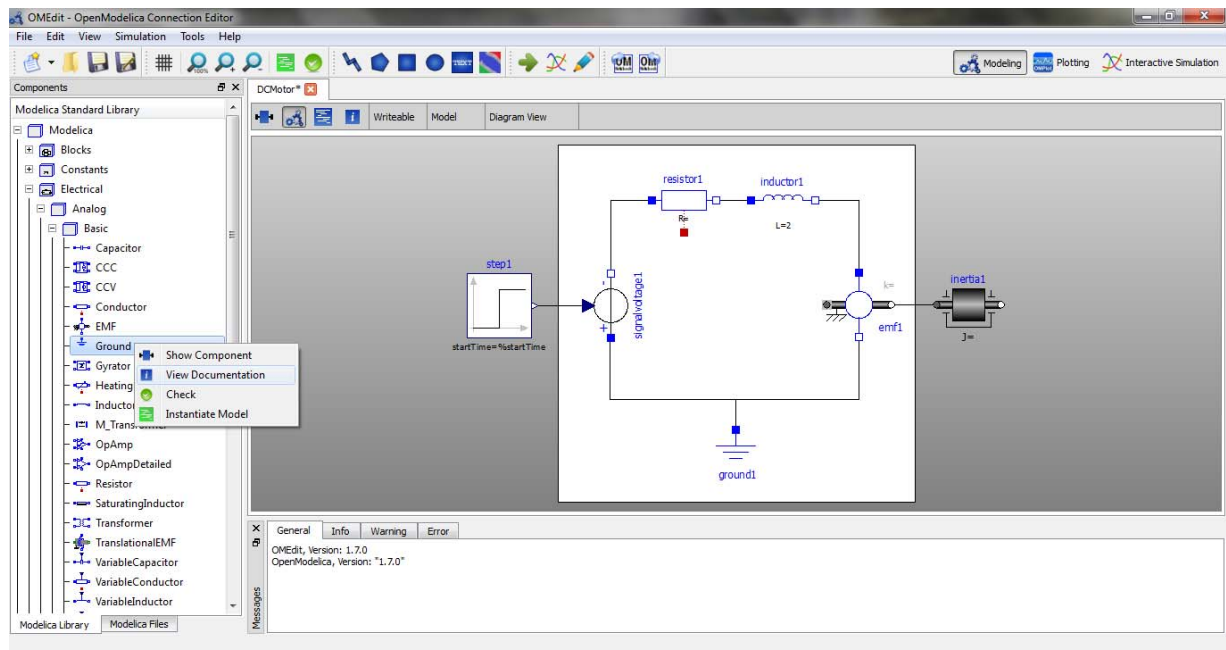 OMEdit - OpenModelica Connection Editor
File Edit View Simulation Tools Help
100% TEXT UM OM Modeling Plotting Interactive Simulation
Components
DCMotor*
Modelica Standard Library
Writeable Model Diagram View
Modelica
Blocks
Constants
Electrical
Analog
Basic
Capacitor
CCC
CCV
Conductor
EMF
Ground
Gyrator
Heating
Inductor
M_Transformer
OpAmp
OpAmpDetailed
Resistor
SaturatingInductor
Transformer
TranslationalEMF
VariableCapacitor
VariableConductor
VariableInductor
Modelica Library Modelica Files
Show Component
View Documentation
Check
Instantiate Model
resistor1
R=
inductor1
L=2
step1
startTime=%startTime
signalvoltage1
- +
k=
emf1
inertia1
J=
ground1
General Info Warning Error
OMEdit, Version: 1.7.0
OpenModelica, Version: "1.7.0"
Messages